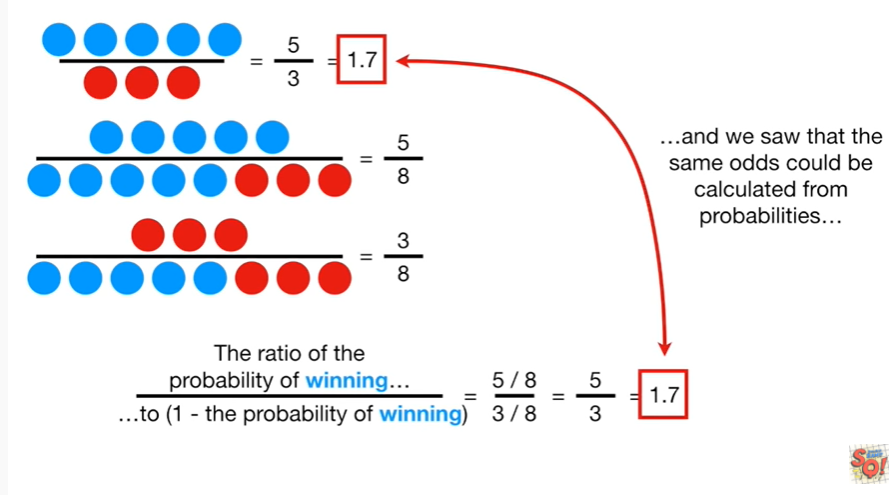 5
= — = 1.7
3
5
= —
8
3
= —
8
…and we saw that the
same odds could be
calculated from
probabilities…
The ratio of the
probability of winning…
…to (1 - the probability of winning)
= 5 / 8
3 / 8
= 5
3
= 1.7
SQ!